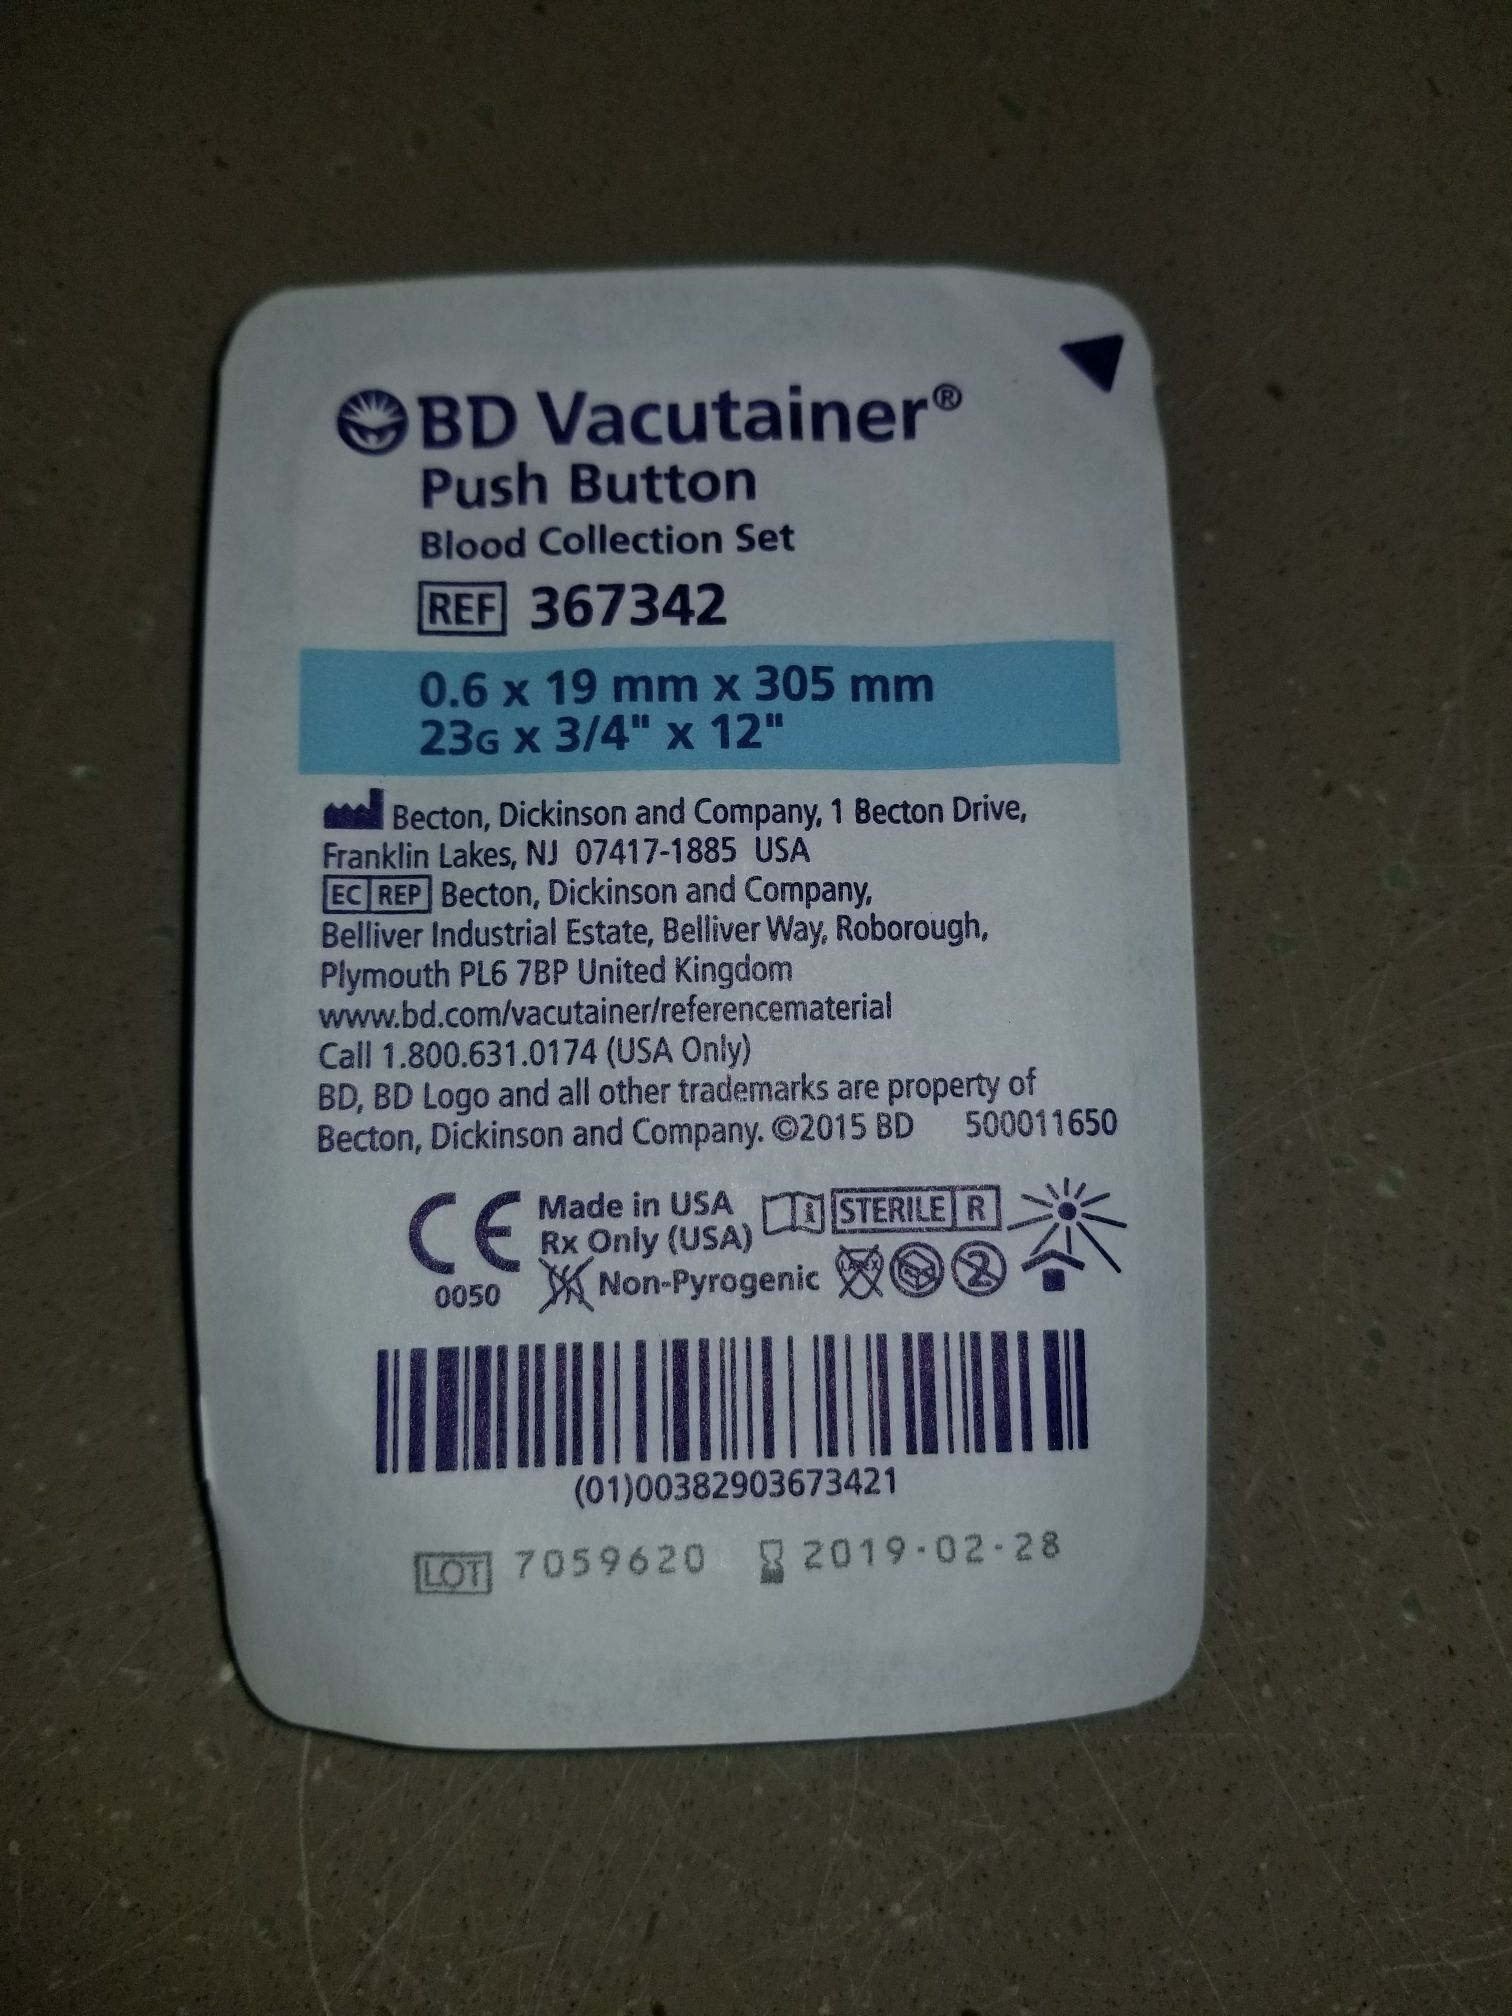 BD Vacutainer®
Push Button
Blood Collection Set
REF 367342
0.6 x 19 mm x 305 mm
23G x 3/4" x 12"
Becton, Dickinson and Company, 1 Becton Drive,
Franklin Lakes, NJ 07417-1885 USA
EC REP Becton, Dickinson and Company,
Belliver Industrial Estate, Belliver Way, Roborough,
Plymouth PL6 7BP United Kingdom
www.bd.com/vacutainer/referencematerial
Call 1.800.631.0174 (USA Only)
BD, BD Logo and all other trademarks are property of
Becton, Dickinson and Company. ©2015 BD 500011650
CE Made in USA i STERILE R
Rx Only (USA)
0050 Non-Pyrogenic LATEX 2
(01)00382903673421
LOT 7059620 2019-02-28